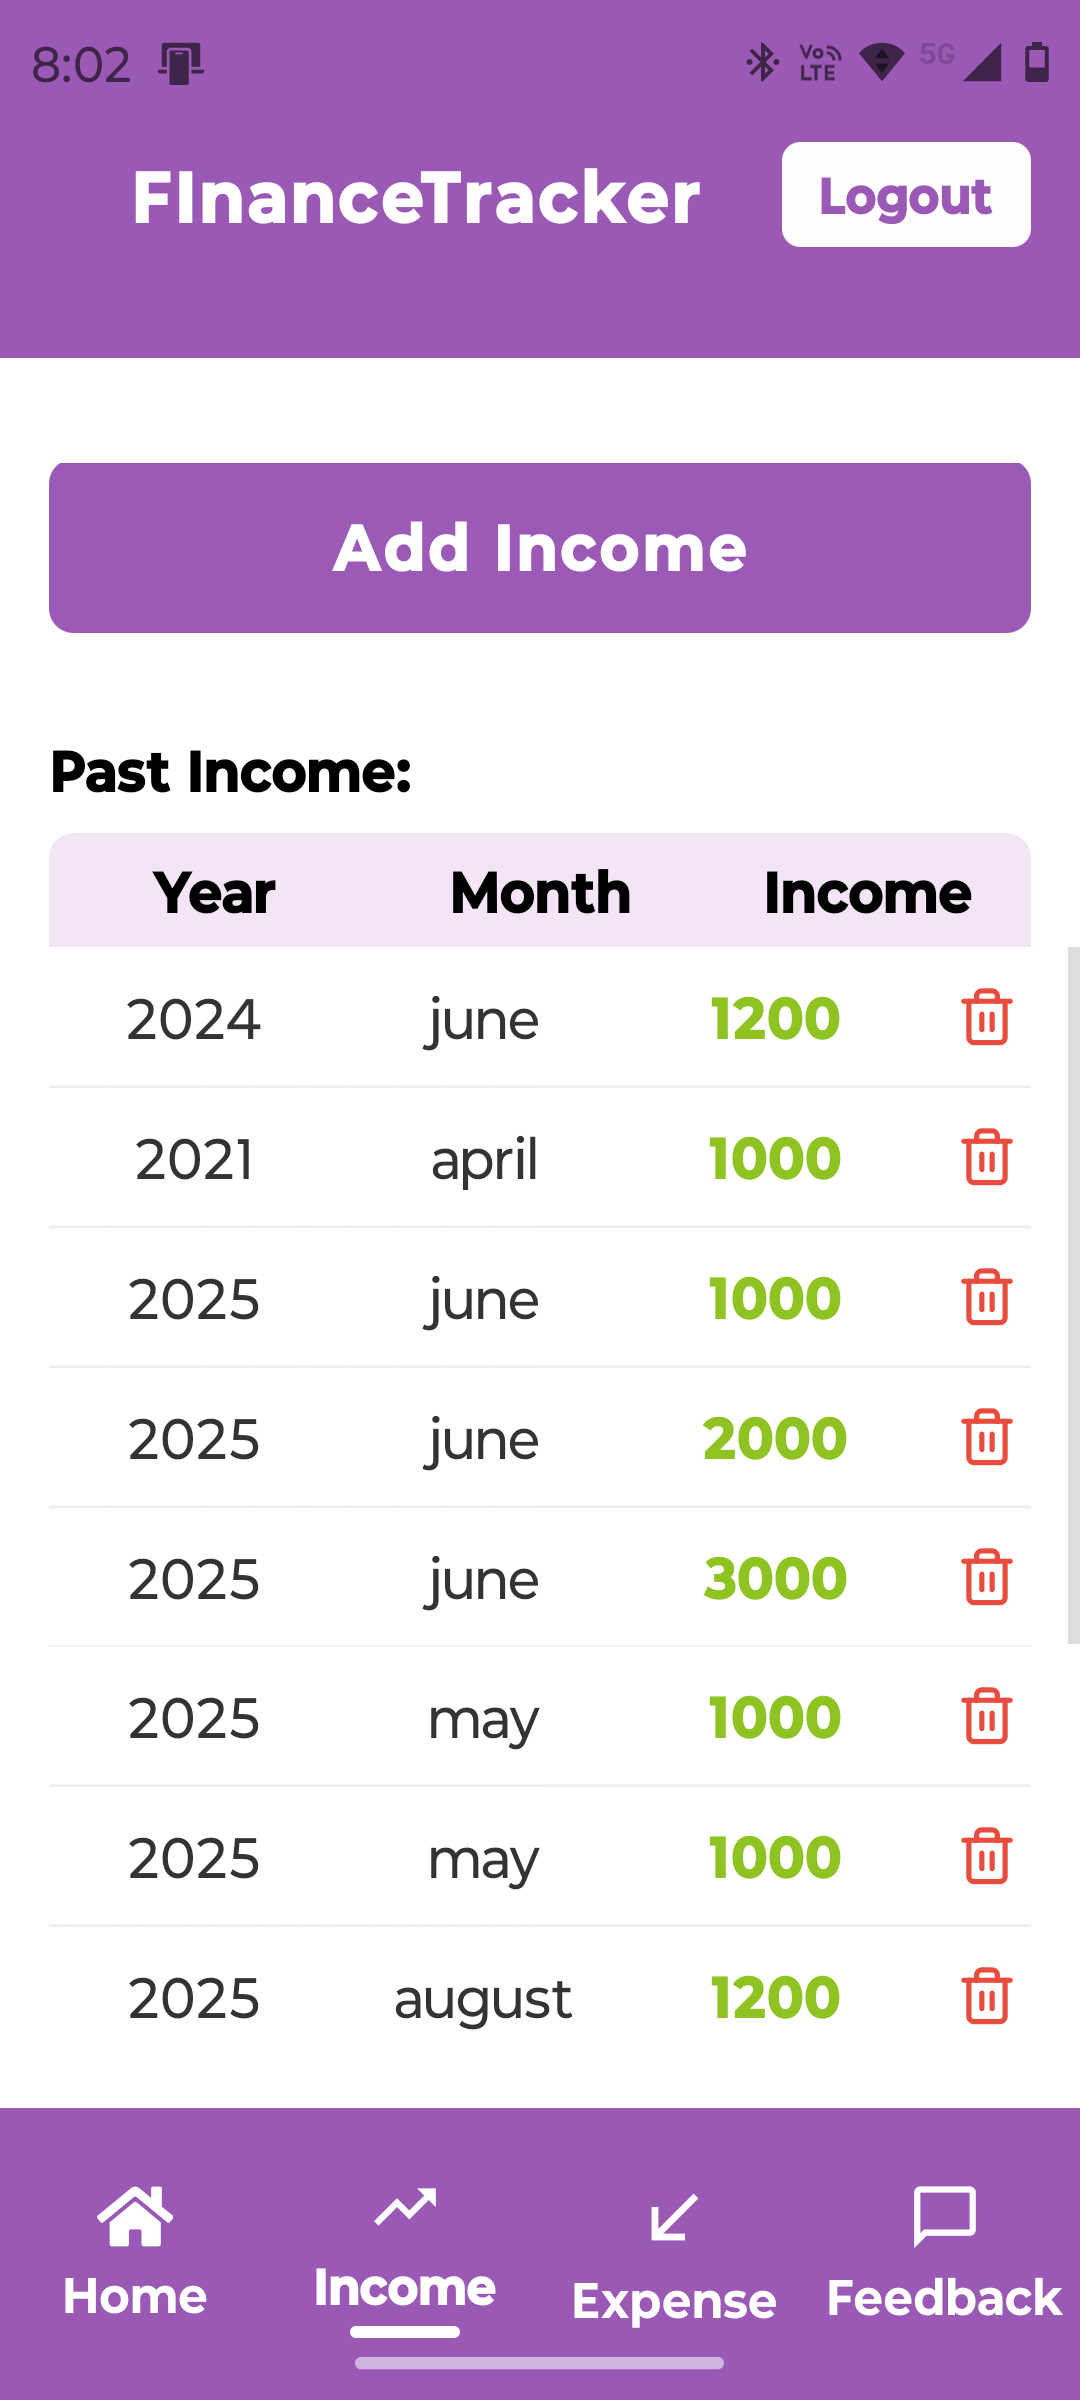 8:02 VoLTE 5G
FInanceTracker Logout
Add Income
Past Income:
Year Month Income
2024 june 1200
2021 april 1000
2025 june 1000
2025 june 2000
2025 june 3000
2025 may 1000
2025 may 1000
2025 august 1200
Home Income Expense Feedback